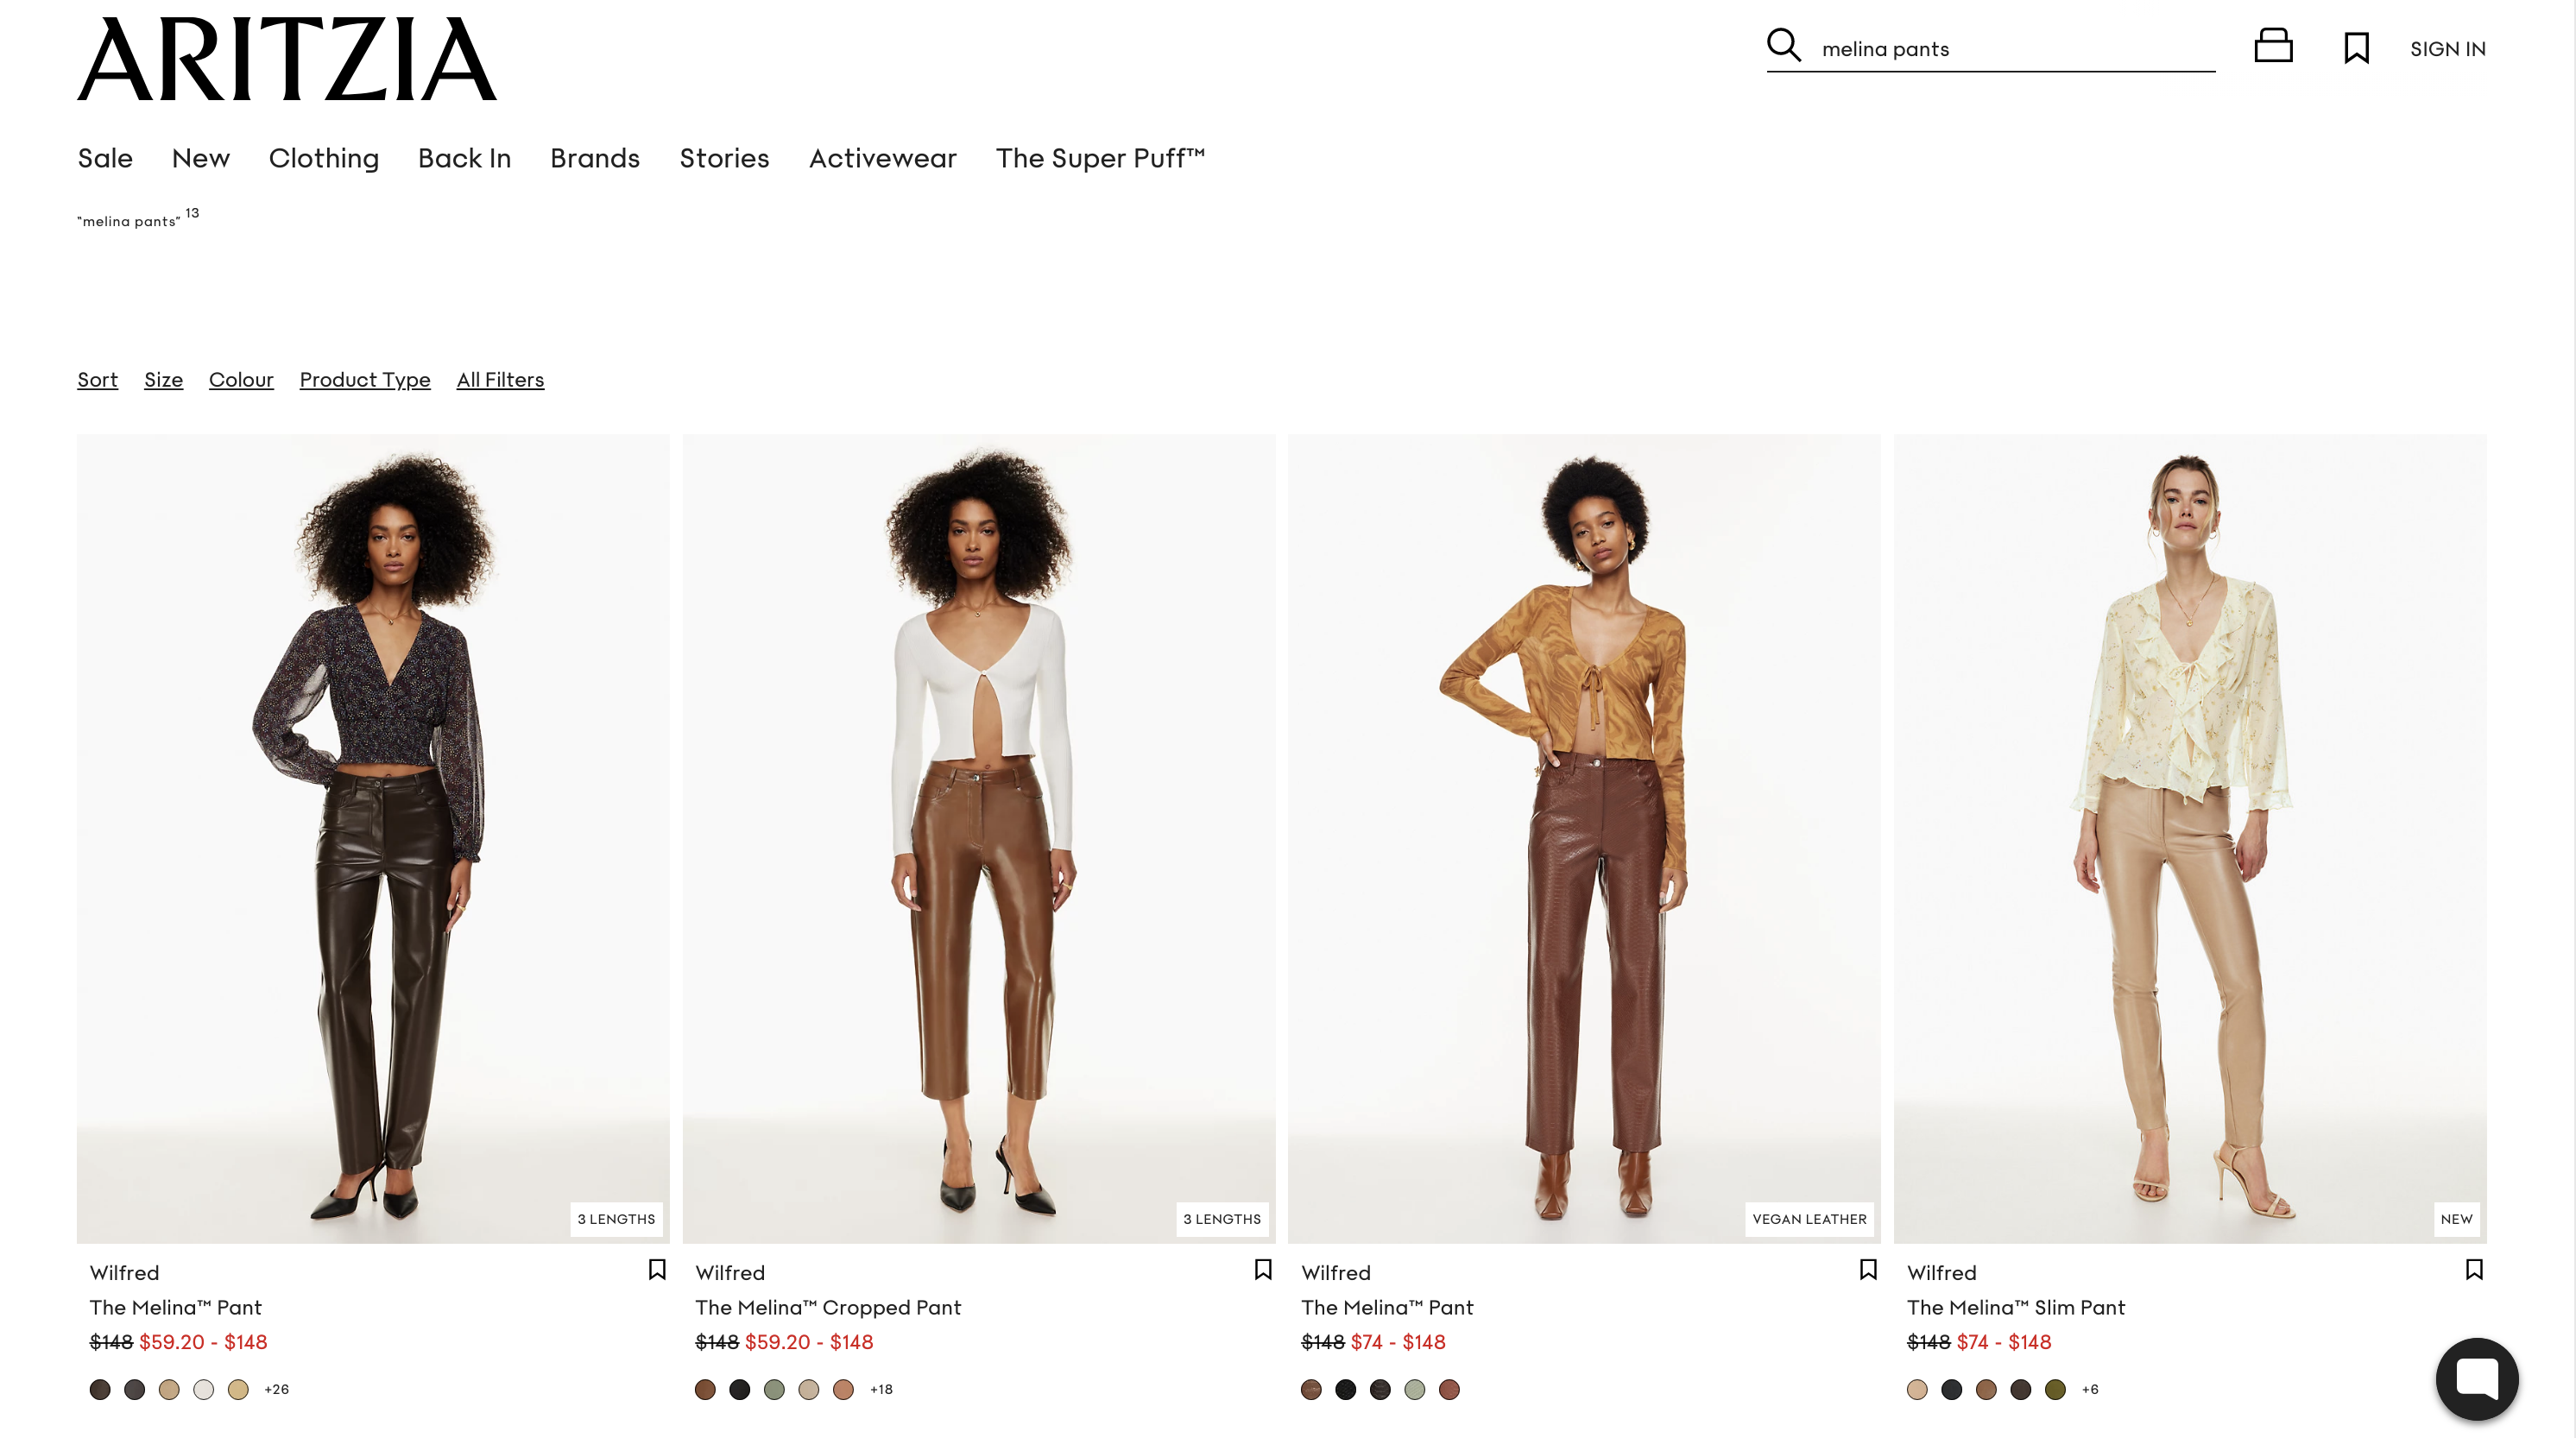 ARITZIA
melina pants
SIGN IN
Sale New Clothing Back In Brands Stories Activewear The Super Puff™
"melina pants" 13
Sort Size Colour Product Type All Filters
3 LENGTHS
3 LENGTHS
VEGAN LEATHER
NEW
Wilfred
The Melina™ Pant
$148 $59.20 - $148
+26
Wilfred
The Melina™ Cropped Pant
$148 $59.20 - $148
+18
Wilfred
The Melina™ Pant
$148 $74 - $148
Wilfred
The Melina™ Slim Pant
$148 $74 - $148
+6